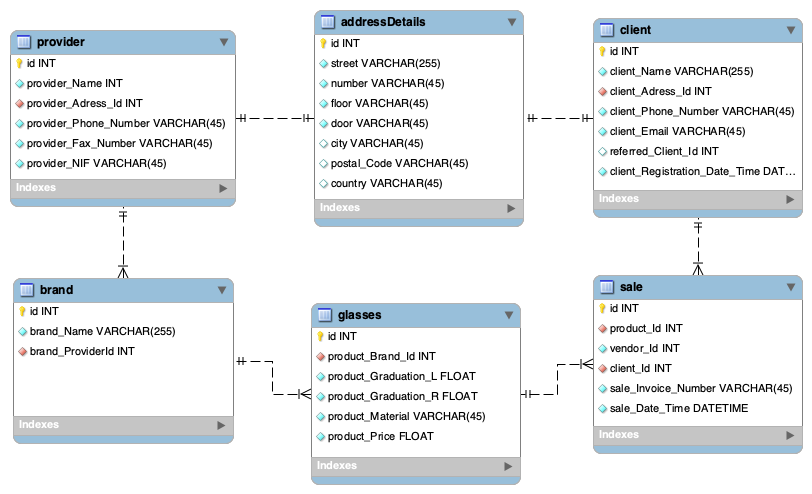 provider
id INT
provider_Name INT
provider_Adress_Id INT
provider_Phone_Number VARCHAR(45)
provider_Fax_Number VARCHAR(45)
provider_NIF VARCHAR(45)
Indexes
addressDetails
id INT
street VARCHAR(255)
number VARCHAR(45)
floor VARCHAR(45)
door VARCHAR(45)
city VARCHAR(45)
postal_Code VARCHAR(45)
country VARCHAR(45)
Indexes
client
id INT
client_Name VARCHAR(255)
client_Adress_Id INT
client_Phone_Number VARCHAR(45)
client_Email VARCHAR(45)
referred_Client_Id INT
client_Registration_Date_Time DAT...
Indexes
brand
id INT
brand_Name VARCHAR(255)
brand_ProviderId INT
Indexes
glasses
id INT
product_Brand_Id INT
product_Graduation_L FLOAT
product_Graduation_R FLOAT
product_Material VARCHAR(45)
product_Price FLOAT
Indexes
sale
id INT
product_Id INT
vendor_Id INT
client_Id INT
sale_Invoice_Number VARCHAR(45)
sale_Date_Time DATETIME
Indexes